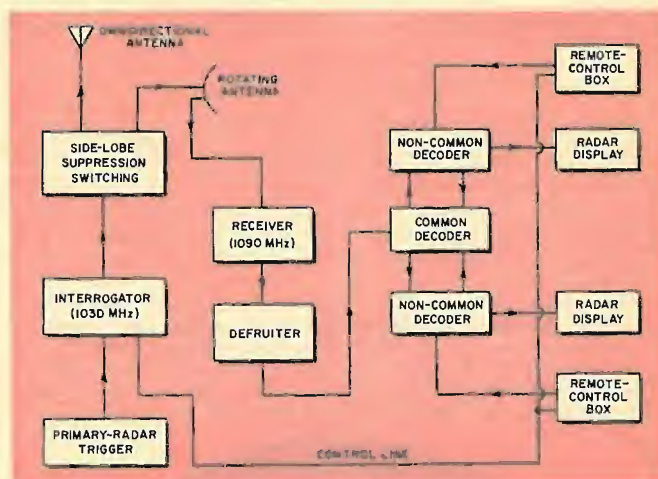 OMNIDIRECTIONAL
ANTENNA
ROTATING
ANTENNA
REMOTE-
CONTROL
BOX
SIDE-LOBE
SUPPRESSION
SWITCHING
NON-COMMON
DECODER
RADAR
DISPLAY
RECEIVER
(1090 MHz)
COMMON
DECODER
INTERROGATOR
(1030 MHz)
NON-COMMON
DECODER
RADAR
DISPLAY
DEFRUITER
REMOTE-
CONTROL
BOX
PRIMARY-RADAR
TRIGGER
CONTROL LINE